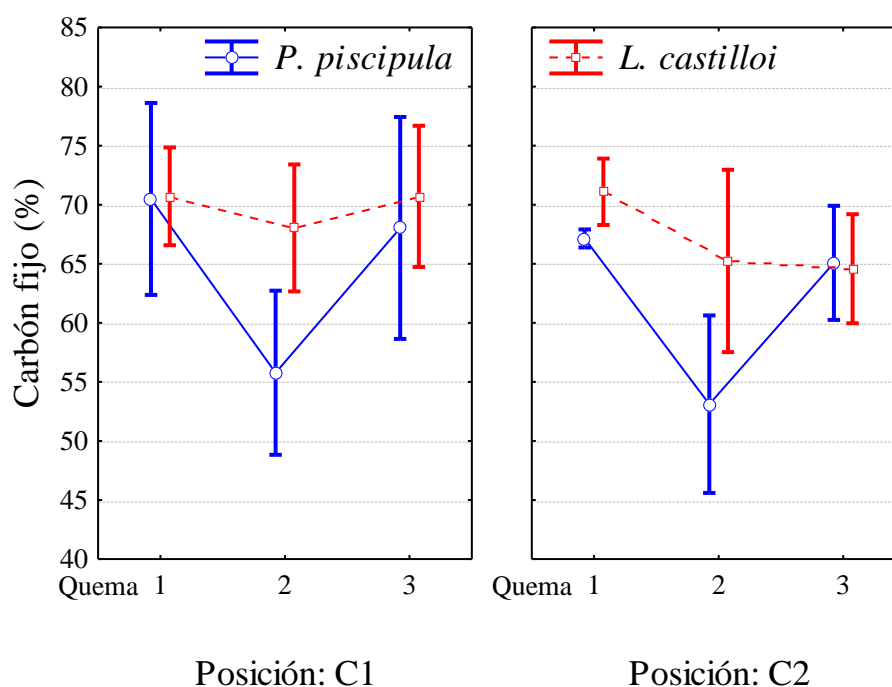 P. piscipula
L. castilloi
Carbón fijo (%)
85
80
75
70
65
60
55
50
45
40
Quema 1 2 3
1 2 3
Posición: C1
Posición: C2